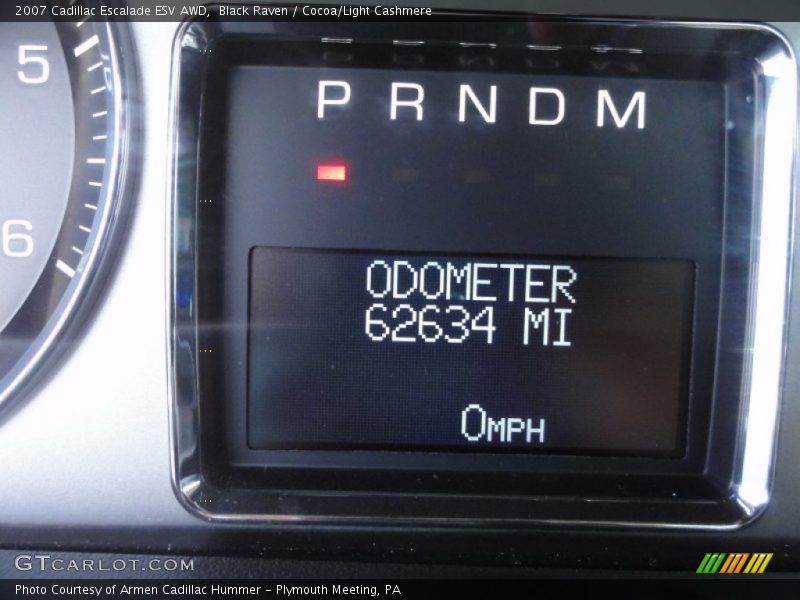 2007 Cadillac Escalade ESV AWD, Black Raven / Cocoa/Light Cashmere
5
P R N D M
6
ODOMETER
62634 MI
0MPH
GTCARLOT.COM
Photo Courtesy of Armen Cadillac Hummer - Plymouth Meeting, PA